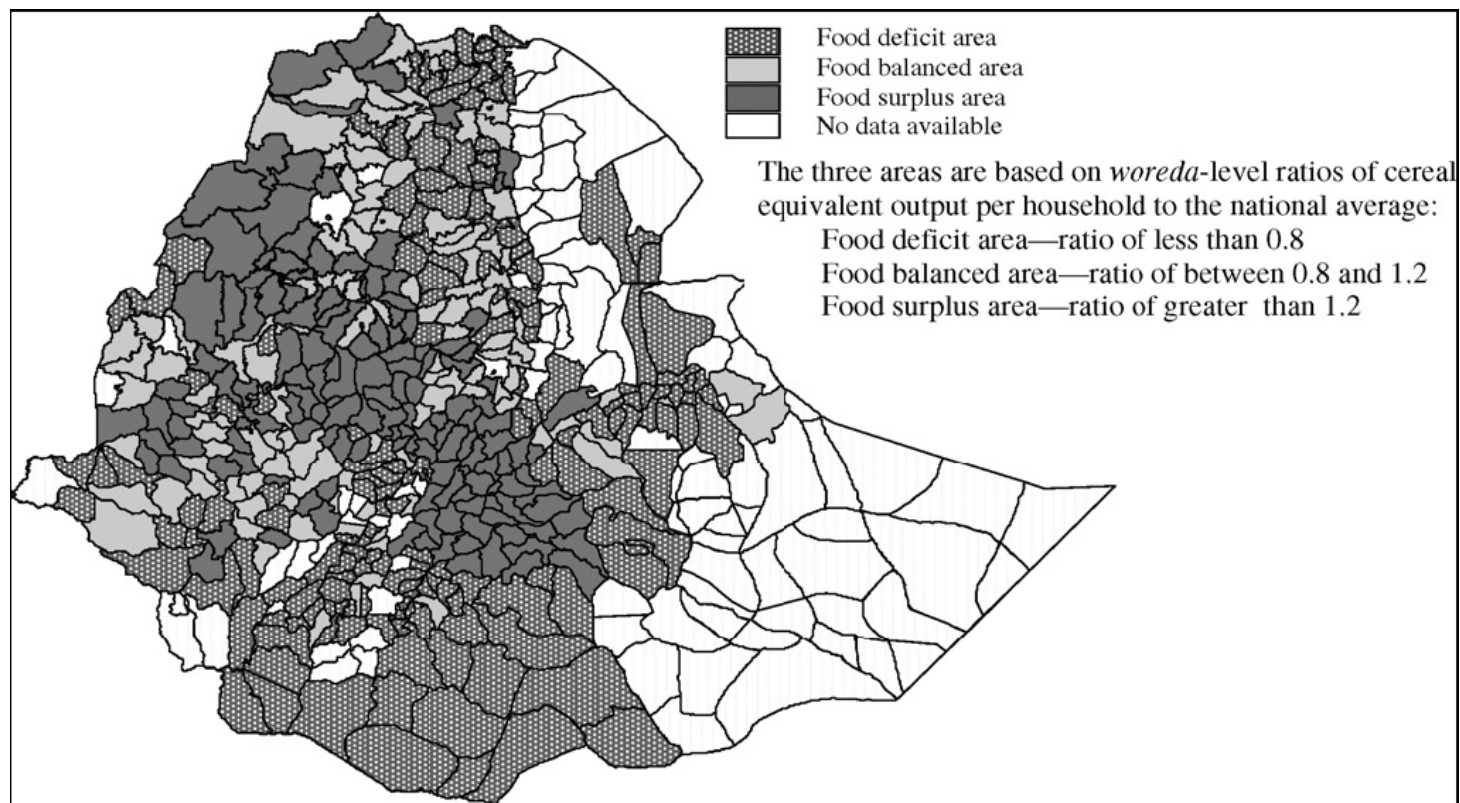 Food deficit area
Food balanced area
Food surplus area
No data available
The three areas are based on woreda-level ratios of cereal
equivalent output per household to the national average:
Food deficit area—ratio of less than 0.8
Food balanced area—ratio of between 0.8 and 1.2
Food surplus area—ratio of greater than 1.2